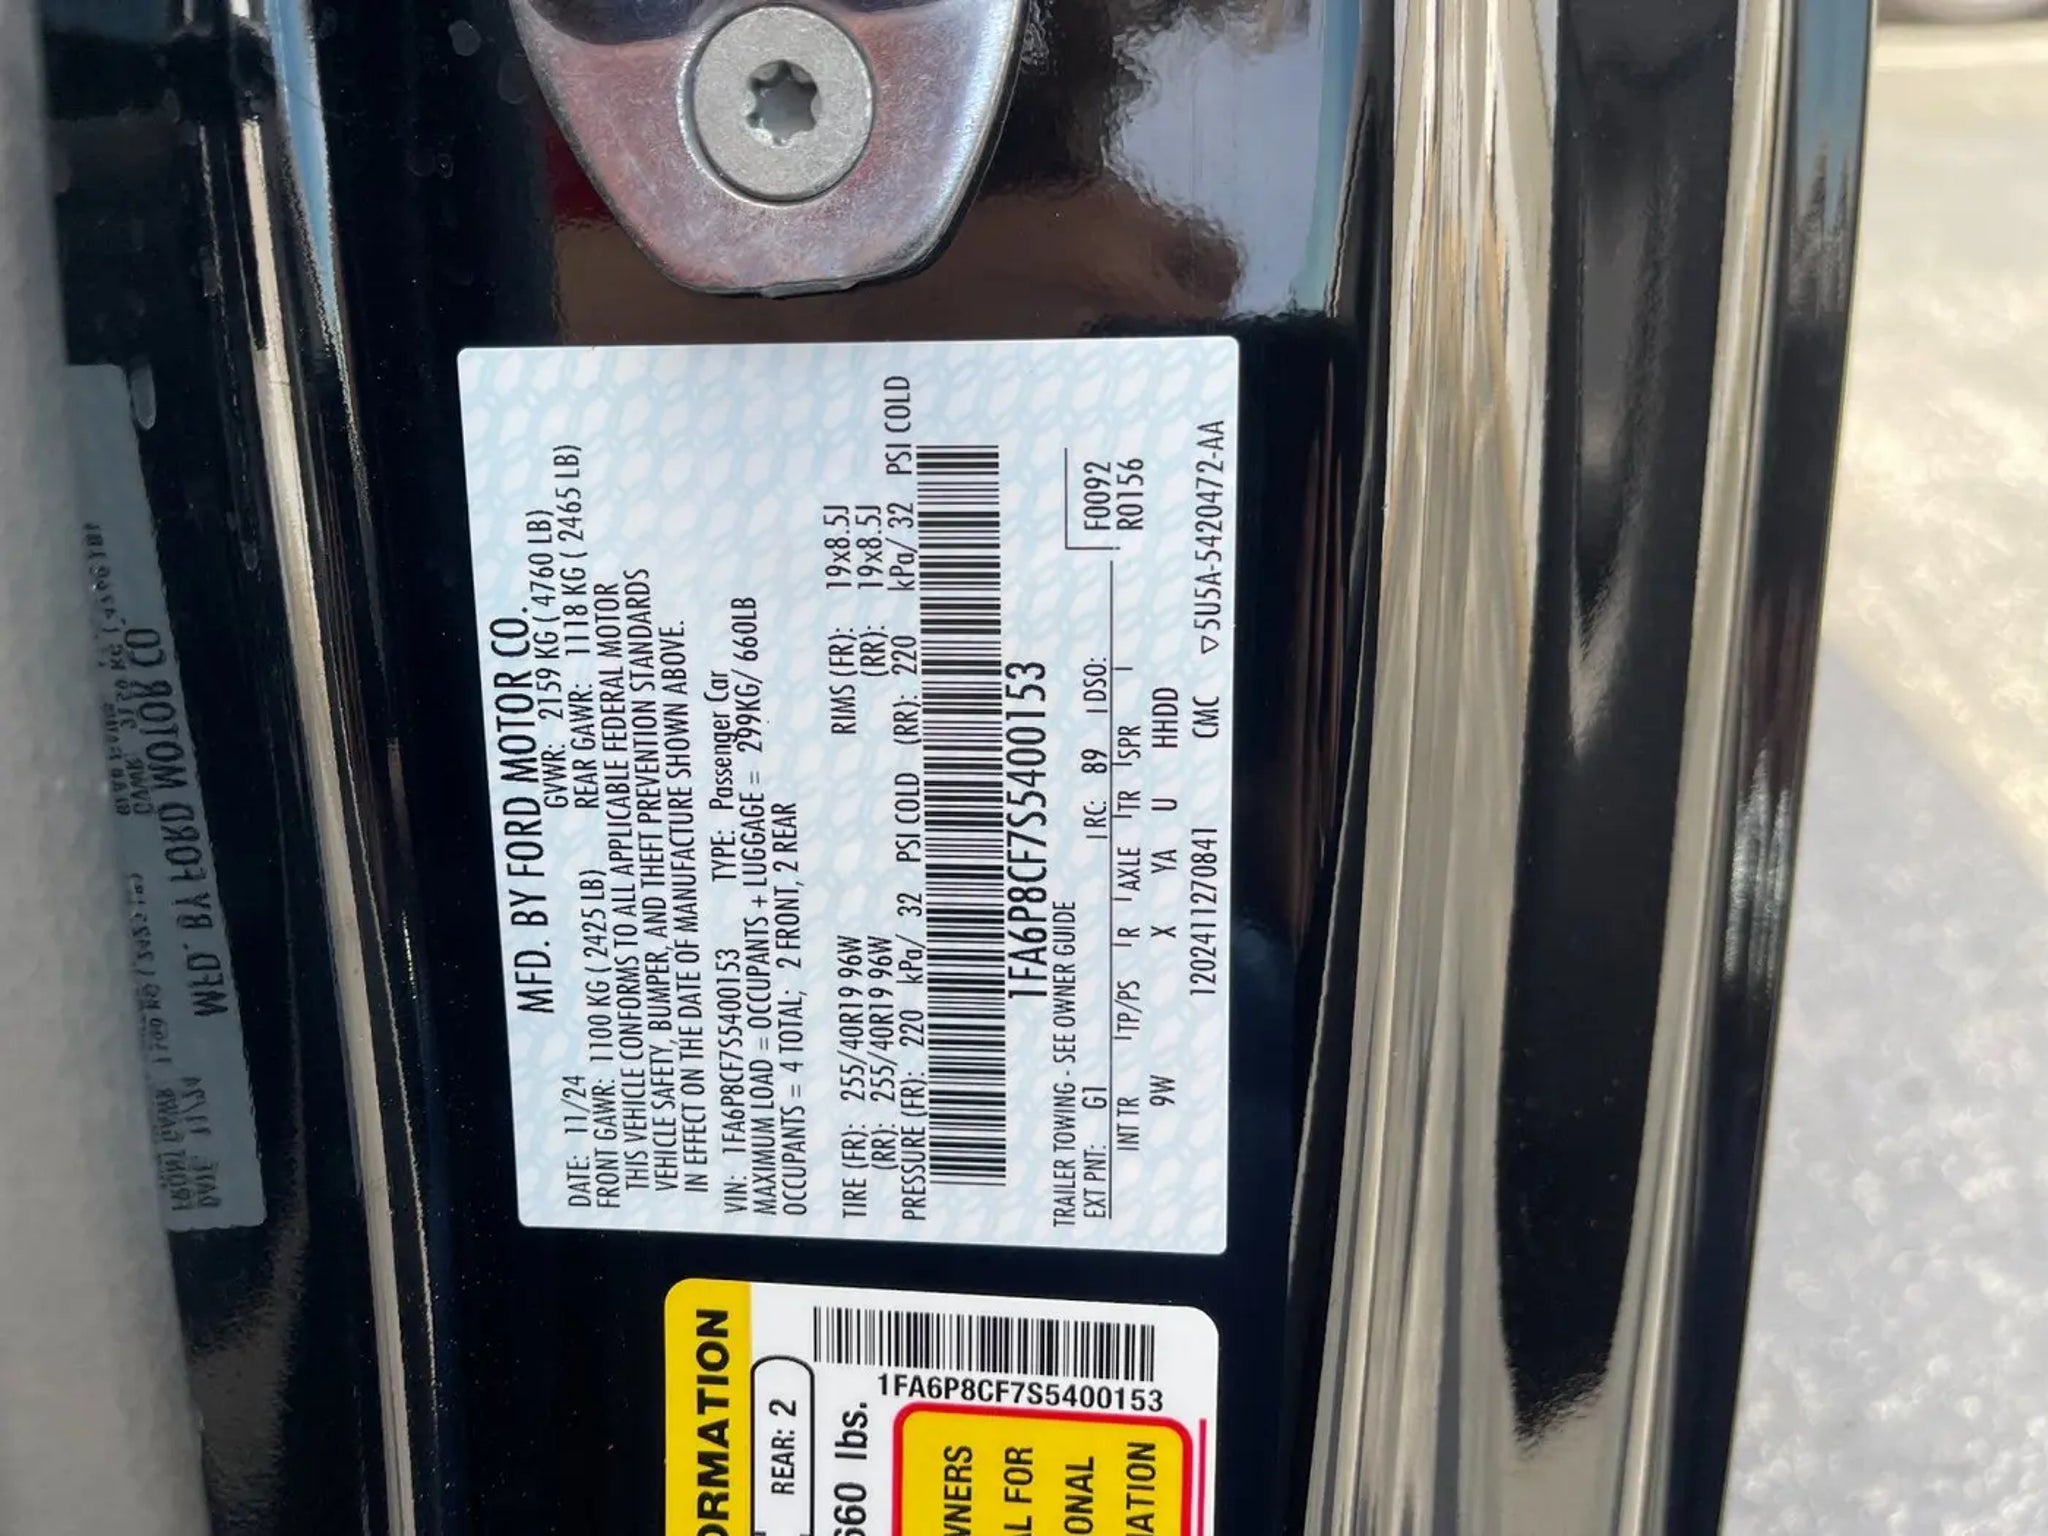 MFD. BY FORD MOTOR CO.
DATE: 11/24 GVWR: 2159 KG ( 4760 LB)
FRONT GAWR: 1100 KG ( 2425 LB) REAR GAWR: 1118 KG ( 2465 LB)
THIS VEHICLE CONFORMS TO ALL APPLICABLE FEDERAL MOTOR
VEHICLE SAFETY, BUMPER, AND THEFT PREVENTION STANDARDS
IN EFFECT ON THE DATE OF MANUFACTURE SHOWN ABOVE.
VIN: 1FA6P8CF7S5400153 TYPE: Passenger Car
MAXIMUM LOAD = OCCUPANTS + LUGGAGE = 299KG/ 660LB
OCCUPANTS = 4 TOTAL; 2 FRONT, 2 REAR
TIRE (FR): 255/40R19 96W RIMS (FR): 19x8.5J
(RR): 255/40R19 96W (RR): 19x8.5J
PRESSURE (FR): 220 kPa/ 32 PSI COLD (RR): 220 kPa/ 32 PSI COLD
1FA6P8CF7S5400153
TRAILER TOWING - SEE OWNER GUIDE
EXT PNT: G1 RC: 89 DSO: F0092
INT TR TP/PS R AXLE TR SPR R0156
9W X YA U HHDD
1202411270841 CMC ▽5U5A-5420472-AA
ORMATION
REAR: 2
1FA6P8CF7S5400153
660 lbs.
WNERS
AL FOR
ONAL
MATION